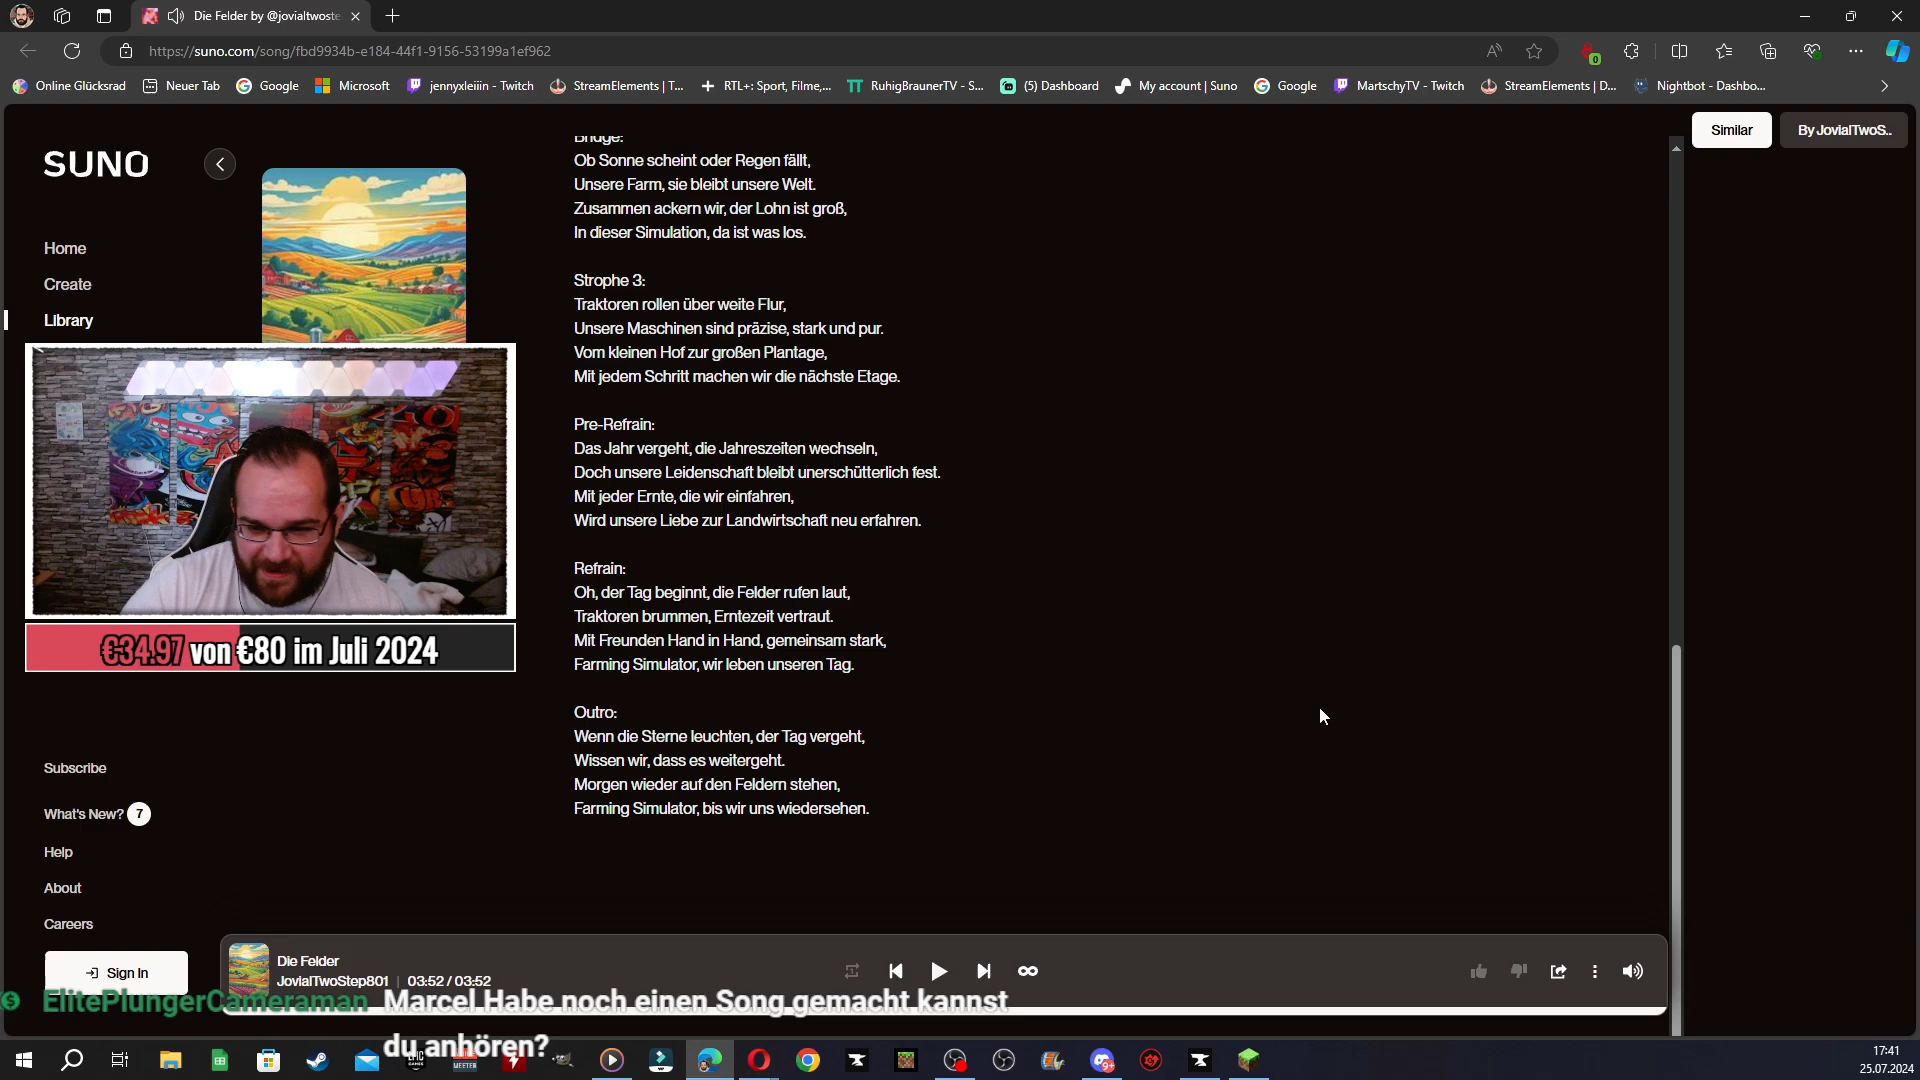 Die Felder by @jovialtwoste
https://suno.com/song/fbd9934b-e184-44f1-9156-53199a1ef962
Online Glücksrad
Neuer Tab
Google
Microsoft
jennyxleiiin - Twitch
StreamElements | T...
RTL+: Sport, Filme,...
RuhigBraunerTV - S...
(5) Dashboard
My account | Suno
Google
MartschyTV - Twitch
StreamElements | D...
Nightbot - Dashbo...
Similar
By JovialTwoS..
SUNO
Home
Create
Library
Bridge:
Ob Sonne scheint oder Regen fällt,
Unsere Farm, sie bleibt unsere Welt.
Zusammen ackern wir, der Lohn ist groß,
In dieser Simulation, da ist was los.
Strophe 3:
Traktoren rollen über weite Flur,
Unsere Maschinen sind präzise, stark und pur.
Vom kleinen Hof zur großen Plantage,
Mit jedem Schritt machen wir die nächste Etage.
Pre-Refrain:
Das Jahr vergeht, die Jahreszeiten wechseln,
Doch unsere Leidenschaft bleibt unerschütterlich fest.
Mit jeder Ernte, die wir einfahren,
Wird unsere Liebe zur Landwirtschaft neu erfahren.
Refrain:
Oh, der Tag beginnt, die Felder rufen laut,
Traktoren brummen, Erntezeit vertraut.
Mit Freunden Hand in Hand, gemeinsam stark,
Farming Simulator, wir leben unseren Tag.
Outro:
Wenn die Sterne leuchten, der Tag vergeht,
Wissen wir, dass es weitergeht.
Morgen wieder auf den Feldern stehen,
Farming Simulator, bis wir uns wiedersehen.
€34.97 von €80 im Juli 2024
Subscribe
What's New? 7
Help
About
Careers
Sign In
Die Felder
JovialTwoStep801 | 03:52 / 03:52
ElitePlungerCameraman Marcel Habe noch einen Song gemacht kannst
du anhören?
17:41
25.07.2024